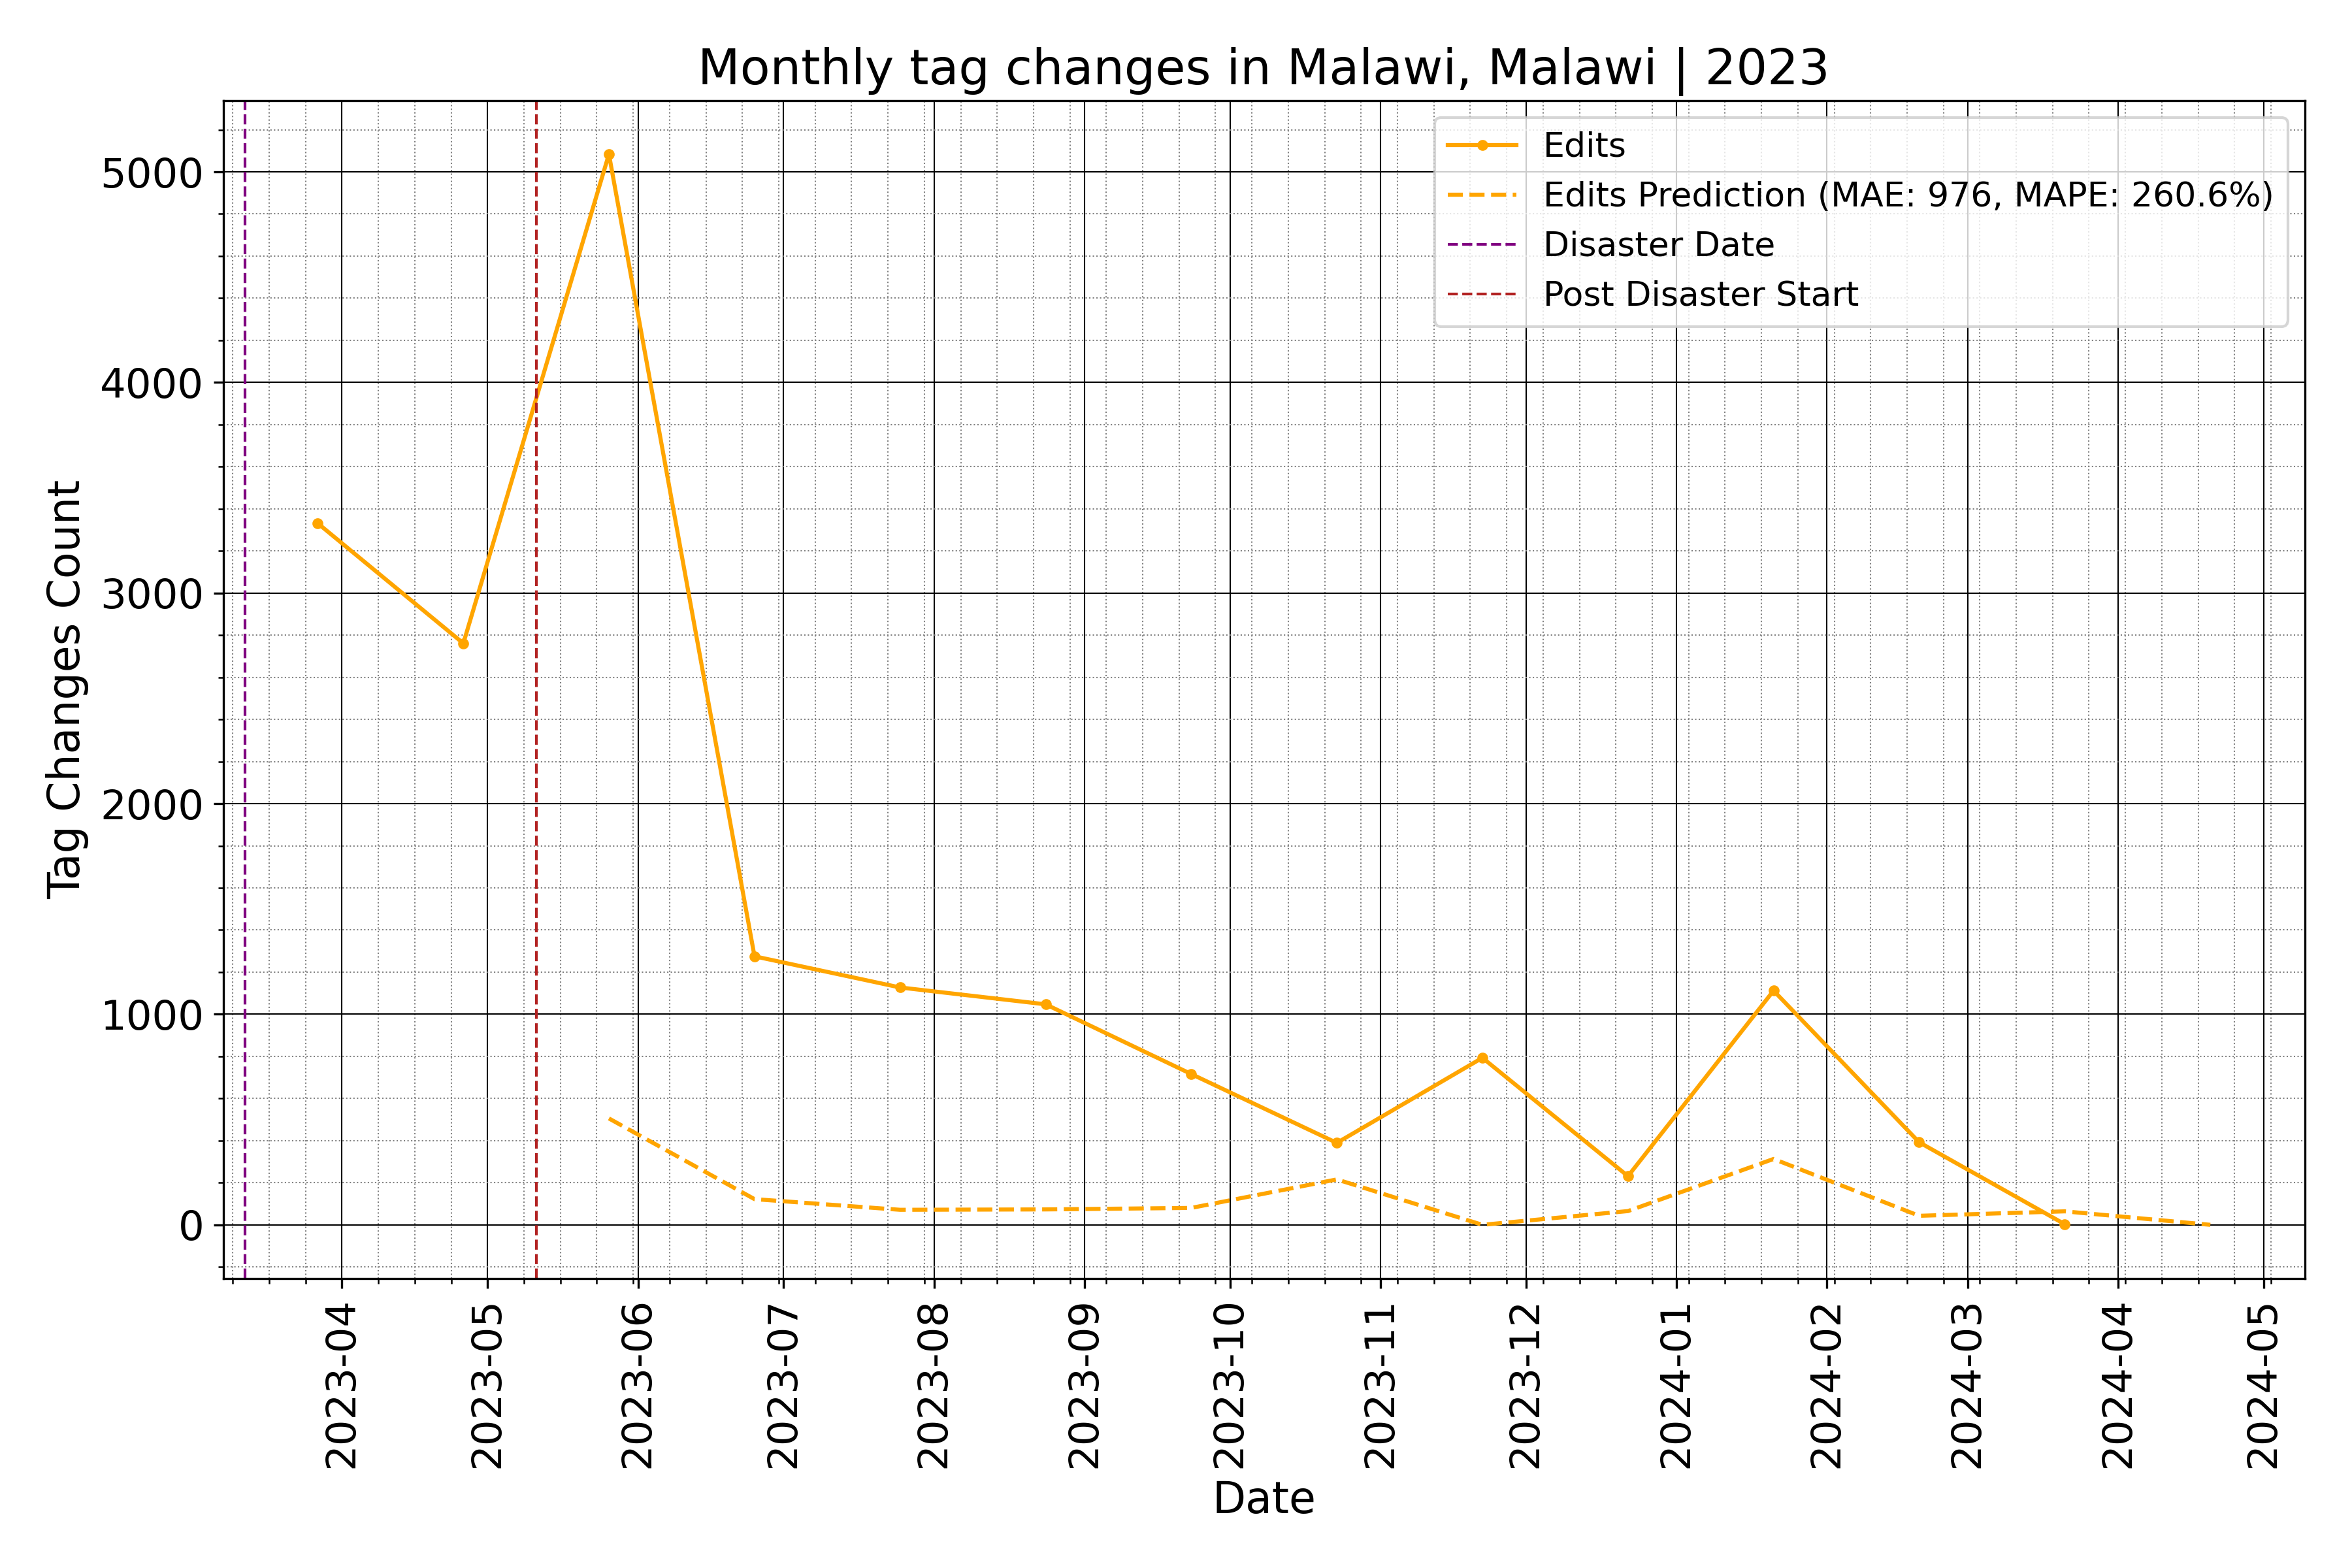 Monthly tag changes in Malawi, Malawi | 2023
Edits
Edits Prediction (MAE: 976, MAPE: 260.6%)
Disaster Date
Post Disaster Start
Tag Changes Count
5000
4000
3000
2000
1000
0
2023-04
2023-05
2023-06
2023-07
2023-08
2023-09
2023-10
2023-11
2023-12
2024-01
2024-02
2024-03
2024-04
2024-05
Date